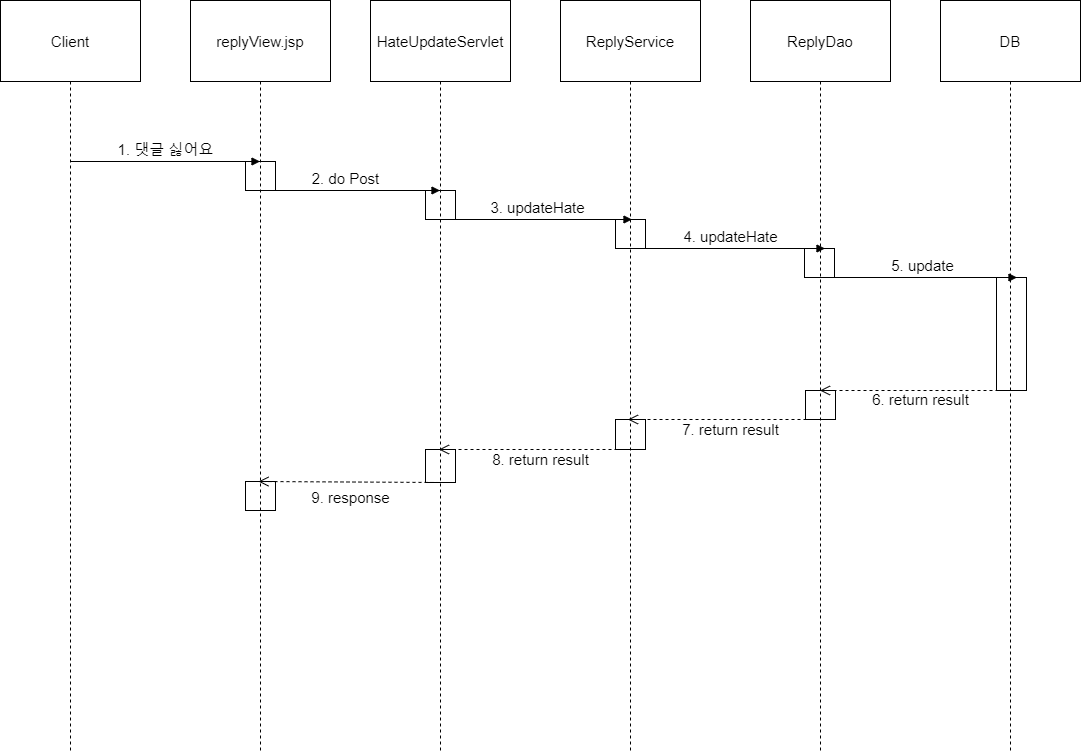 Client
replyView.jsp
HateUpdateServlet
ReplyService
ReplyDao
DB
1. 댓글 싫어요
2. do Post
3. updateHate
4. updateHate
5. update
6. return result
7. return result
8. return result
9. response